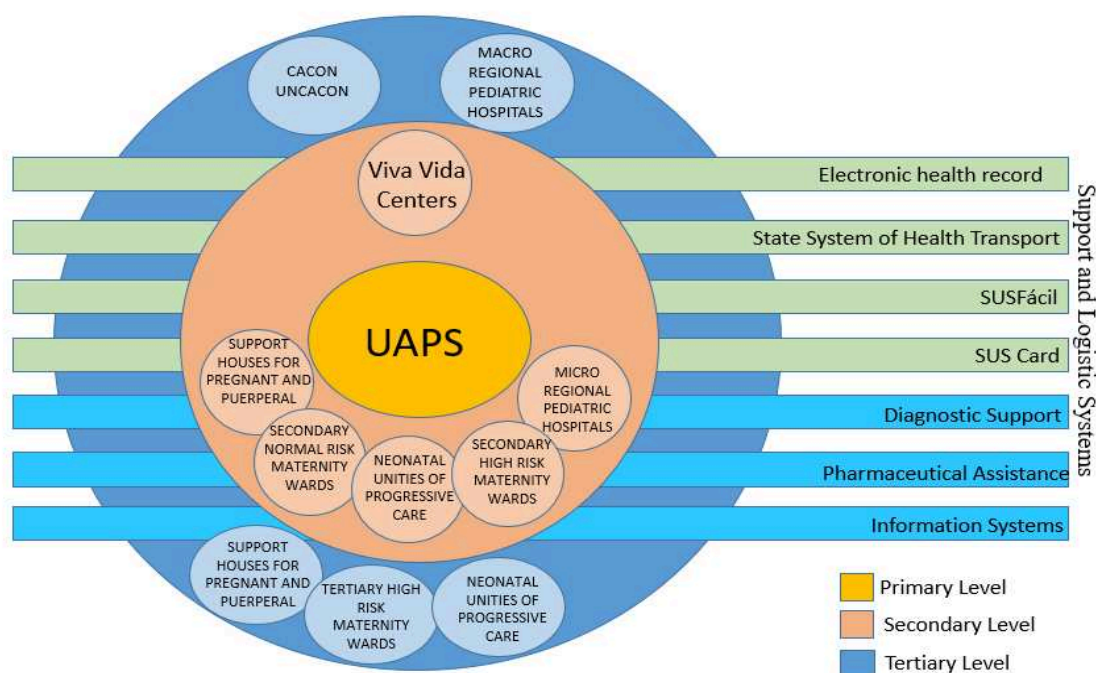 CACON
UNCACON
MACRO
REGIONAL
PEDIATRIC
HOSPITALS
Viva Vida
Centers
UAPS
SUPPORT
HOUSES FOR
PREGNANT AND
PUERPERAL
SECONDARY
NORMAL RISK
MATERNITY
WARDS
NEONATAL
UNITIES OF
PROGRESSIVE
CARE
SECONDARY
HIGH RISK
MATERNITY
WARDS
MICRO
REGIONAL
PEDIATRIC
HOSPITALS
SUPPORT
HOUSES FOR
PREGNANT AND
PUERPERAL
TERTIARY HIGH
RISK
MATERNITY
WARDS
NEONATAL
UNITIES OF
PROGRESSIVE
CARE
Electronic health record
State System of Health Transport
SUSFácil
SUS Card
Diagnostic Support
Pharmaceutical Assistance
Information Systems
Support and Logistic Systems
Primary Level
Secondary Level
Tertiary Level